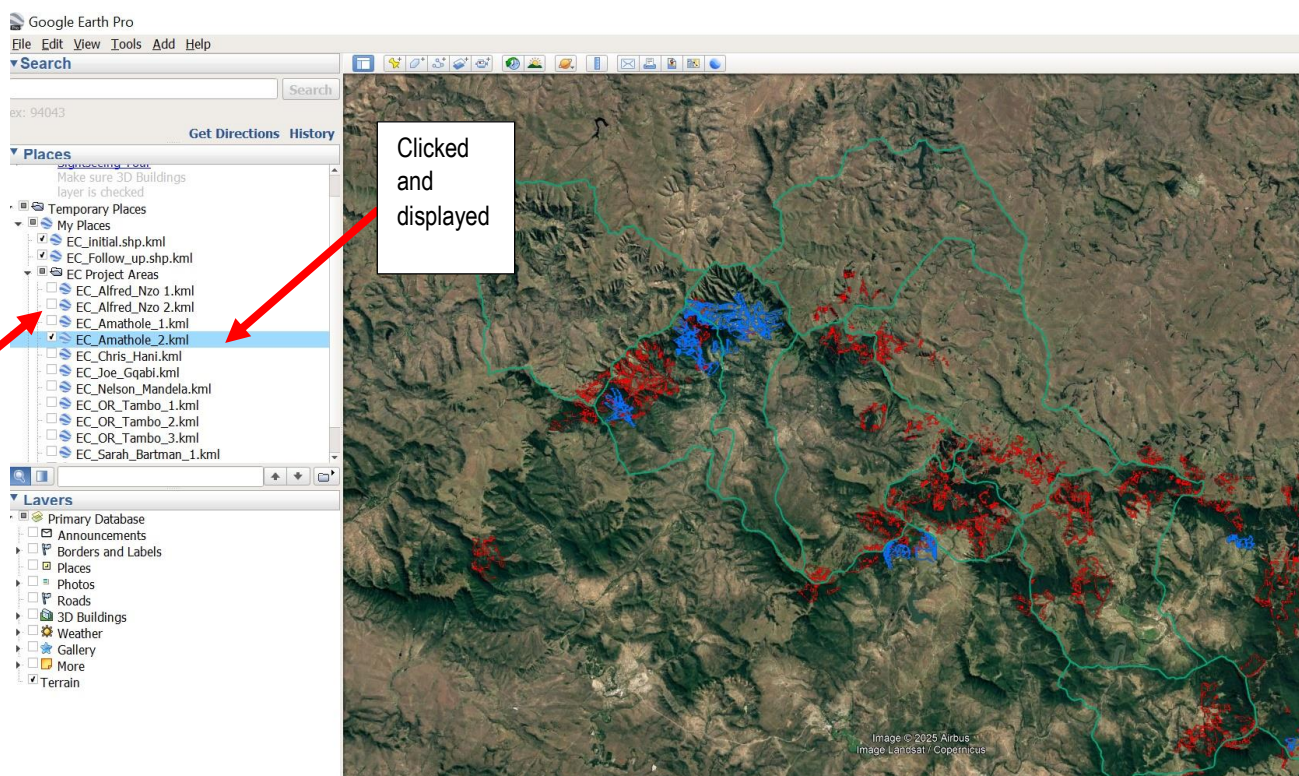 Google Earth Pro
File Edit View Tools Add Help
Search
Search
ex: 94043
Get Directions History
Places
Sightseeing Tour
Make sure 3D Buildings
layer is checked
Temporary Places
My Places
EC_initial.shp.kml
EC_Follow_up.shp.kml
EC Project Areas
EC_Alfred_Nzo 1.kml
EC_Alfred_Nzo 2.kml
EC_Amathole_1.kml
EC_Amathole_2.kml
EC_Chris_Hani.kml
EC_Joe_Gqabi.kml
EC_Nelson_Mandela.kml
EC_OR_Tambo_1.kml
EC_OR_Tambo_2.kml
EC_OR_Tambo_3.kml
EC_Sarah_Bartman_1.kml
Layers
Primary Database
Announcements
Borders and Labels
Places
Photos
Roads
3D Buildings
Weather
Gallery
More
Terrain
Clicked
and
displayed
Image © 2025 Airbus
Image Landsat / Copernicus